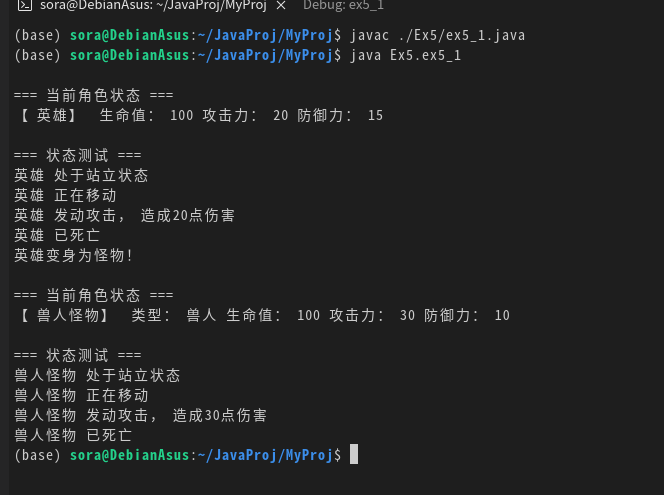 sora@DebianAsus: ~/JavaProj/MyProj × Debug: ex5_1
(base) sora@DebianAsus:~/JavaProj/MyProj$ javac ./Ex5/ex5_1.java
(base) sora@DebianAsus:~/JavaProj/MyProj$ java Ex5.ex5_1
=== 当前角色状态 ===
【 英雄】 生命值： 100 攻击力： 20 防御力： 15
=== 状态测试 ===
英雄 处于站立状态
英雄 正在移动
英雄 发动攻击， 造成20点伤害
英雄 已死亡
英雄变身为怪物！
=== 当前角色状态 ===
【 兽人怪物】 类型： 兽人 生命值： 100 攻击力： 30 防御力： 10
=== 状态测试 ===
兽人怪物 处于站立状态
兽人怪物 正在移动
兽人怪物 发动攻击， 造成30点伤害
兽人怪物 已死亡
(base) sora@DebianAsus:~/JavaProj/MyProj$